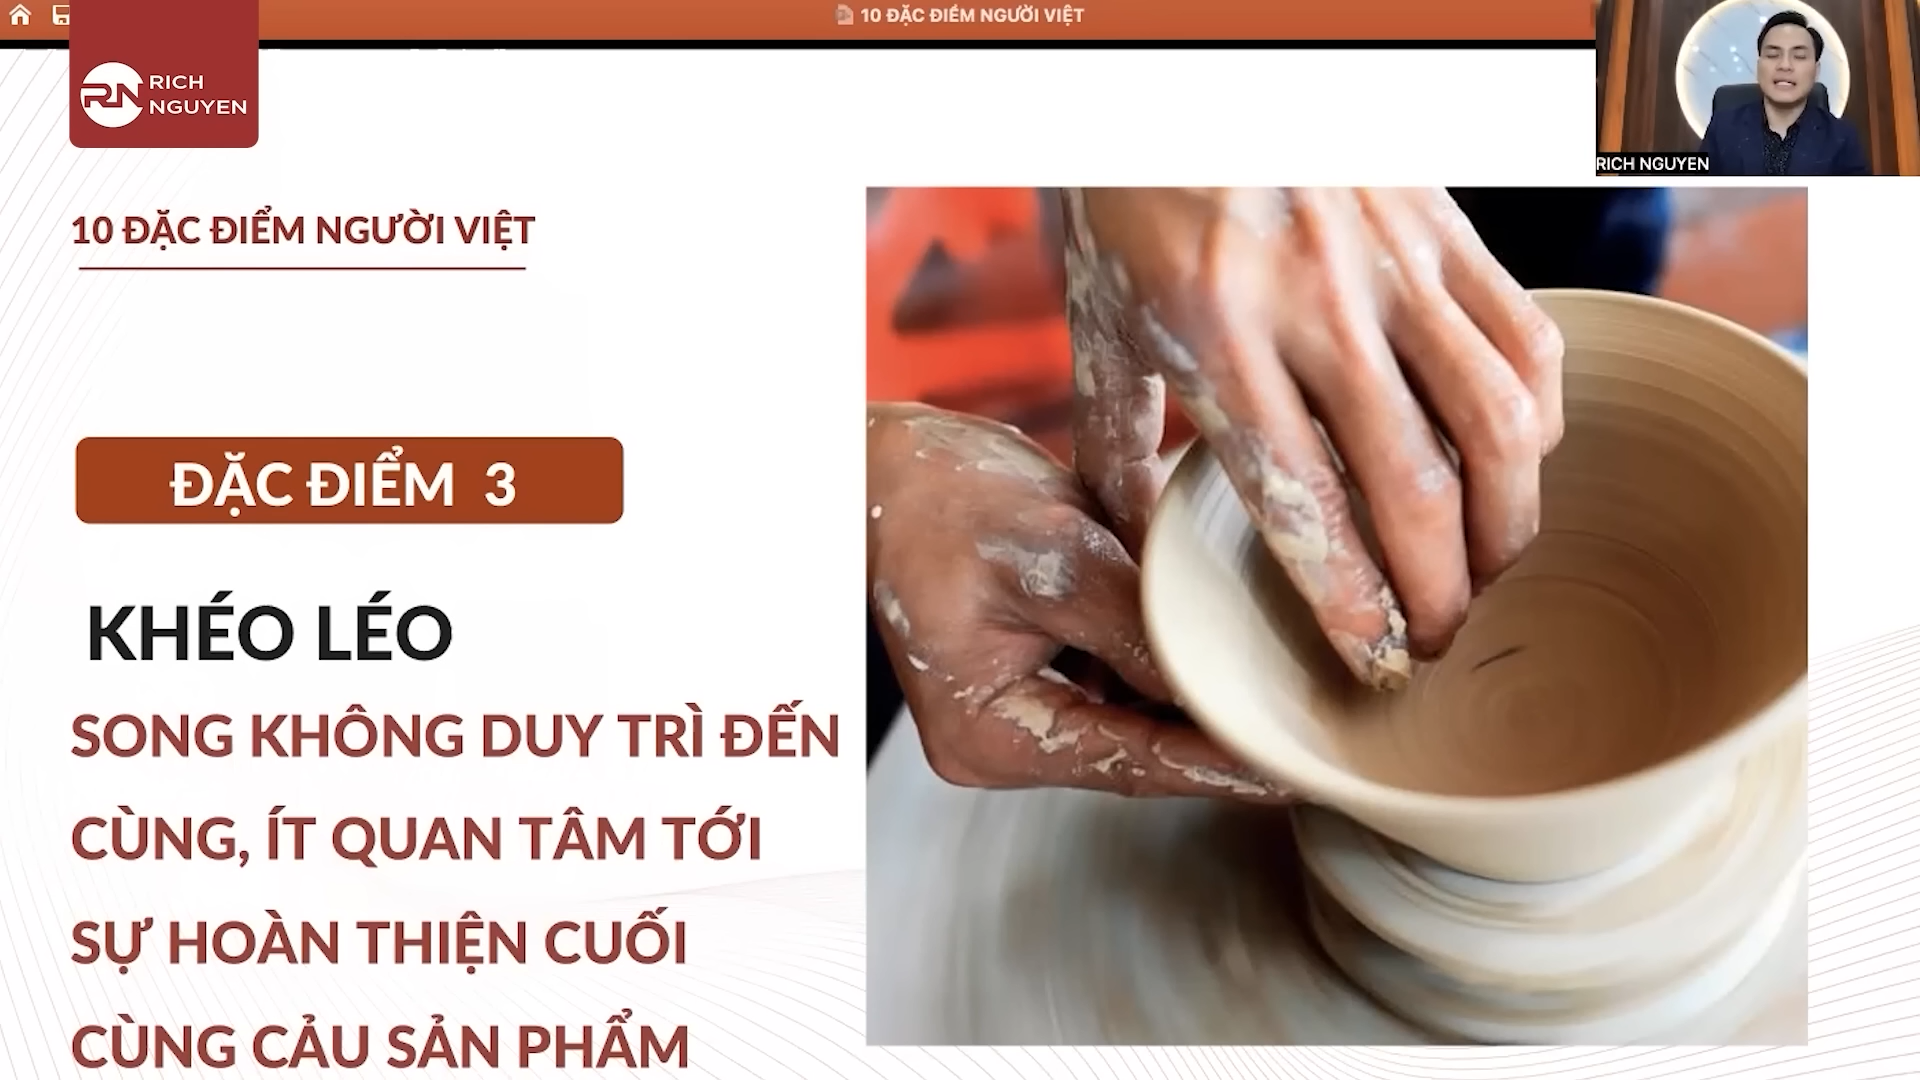 10 ĐẶC ĐIỂM NGƯỜI VIỆT
RN RICH
NGUYEN
RICH NGUYEN
10 ĐẶC ĐIỂM NGƯỜI VIỆT
ĐẶC ĐIỂM 3
KHÉO LÉO
SONG KHÔNG DUY TRÌ ĐẾN
CÙNG, ÍT QUAN TÂM TỚI
SỰ HOÀN THIỆN CUỐI
CÙNG CẢU SẢN PHẨM